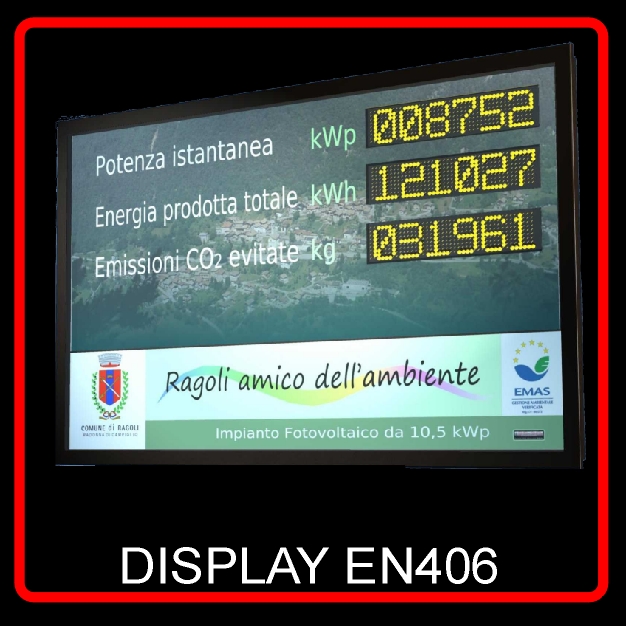 Potenza istantanea kWp 008752
Energia prodotta totale kWh 121027
Emissioni CO₂ evitate kg 031961
Ragoli amico dell'ambiente
COMUNE di RAGOLI
EMAS
Impianto Fotovoltaico da 10,5 kWp
DISPLAY EN406